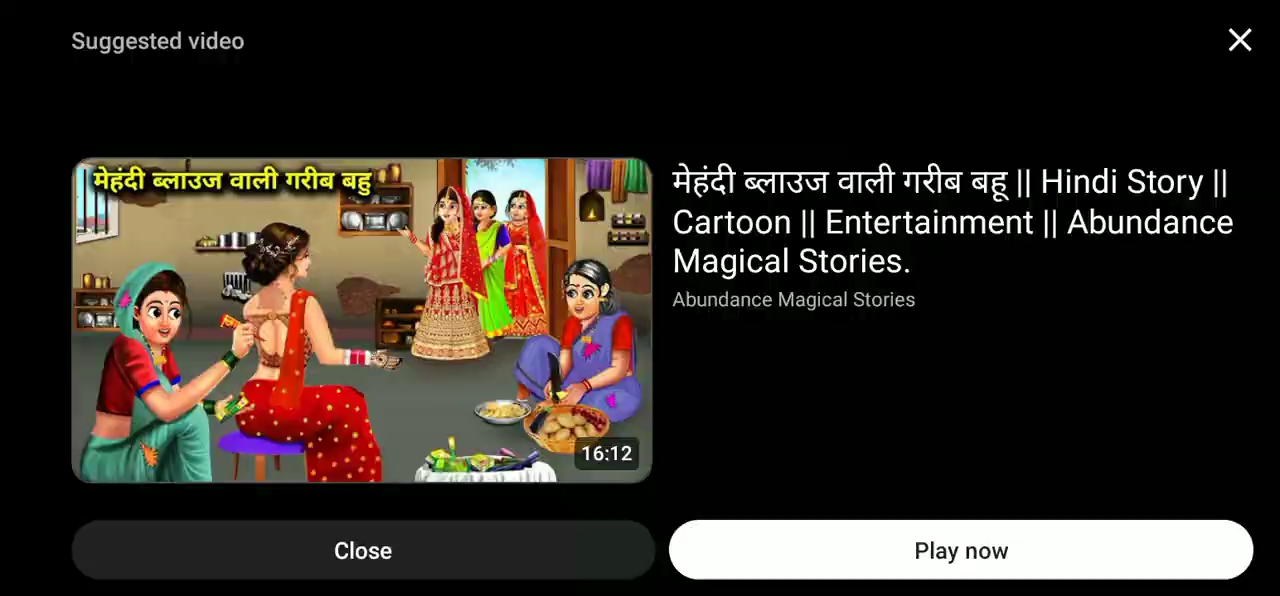 Suggested video
मेहंदी ब्लाउज वाली गरीब बहु
16:12
मेहंदी ब्लाउज वाली गरीब बहू || Hindi Story ||
Cartoon || Entertainment || Abundance
Magical Stories.
Abundance Magical Stories
Close
Play now